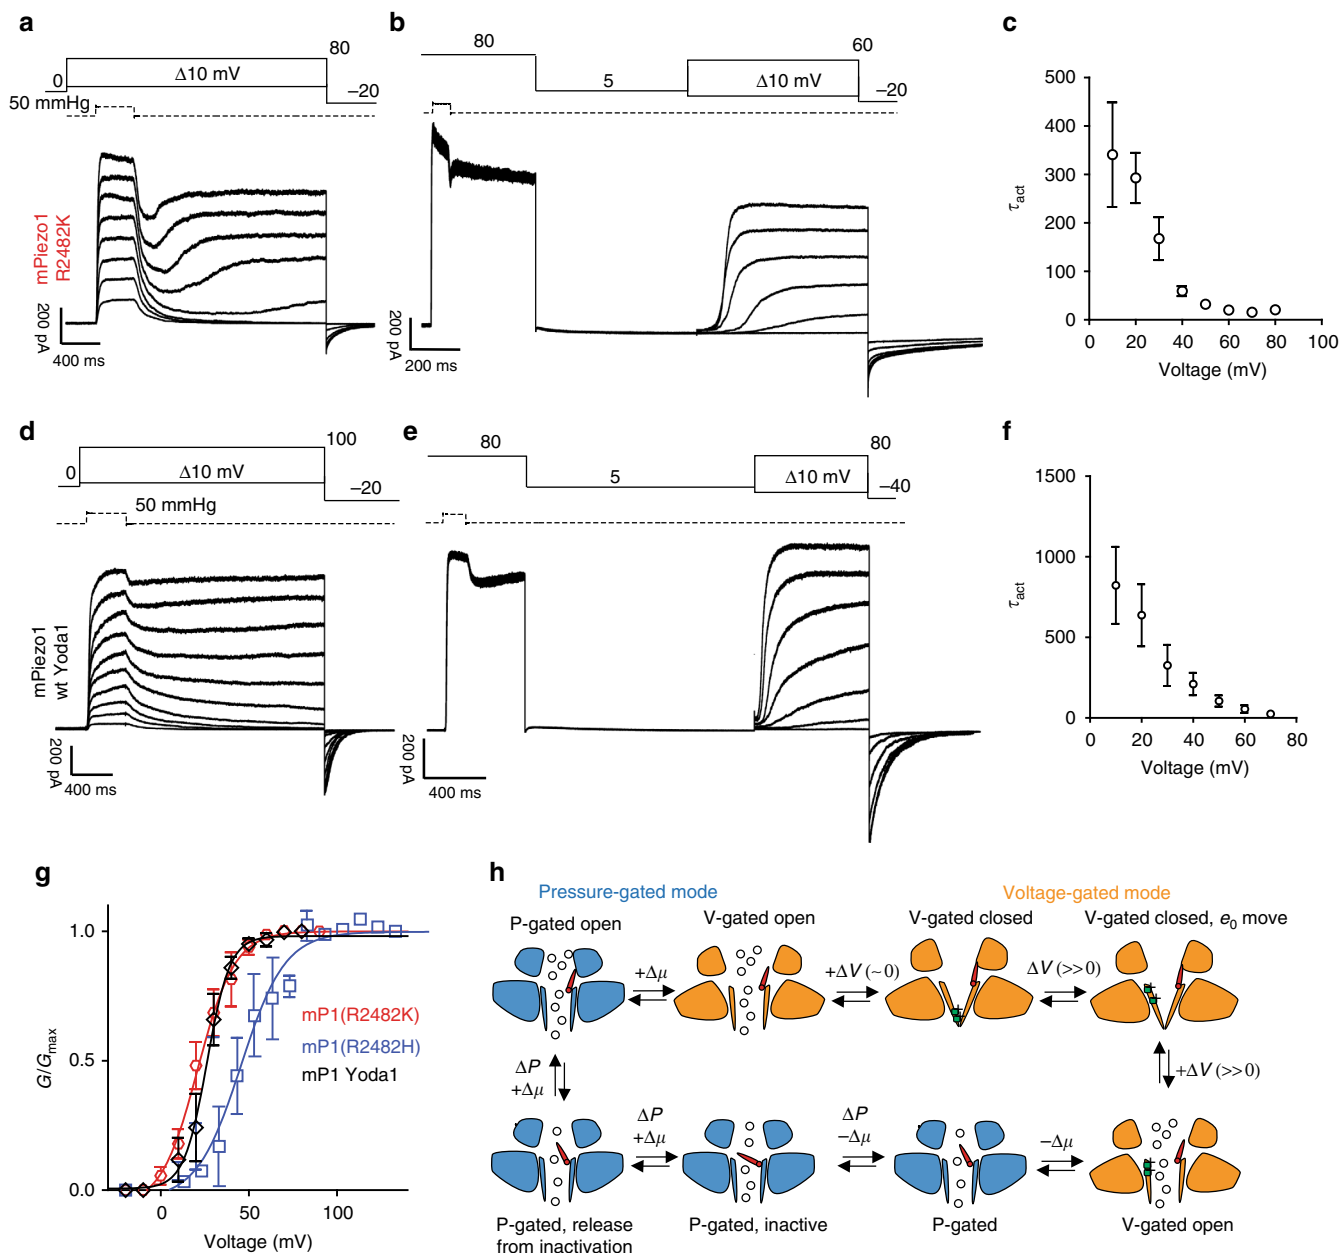 a
80
0
Δ10 mV
−20
50 mmHg
mPiezo1
R2482K
200 pA
400 ms
b
80
60
5
Δ10 mV
−20
200 pA
200 ms
c
500
400
300
200
100
0
τact
0 20 40 60 80 100
Voltage (mV)
d
100
0
Δ10 mV
−20
50 mmHg
mPiezo1
wt Yoda1
200 pA
400 ms
e
80
80
5
Δ10 mV
−40
200 pA
400 ms
f
1500
1000
500
0
τact
0 20 40 60 80
Voltage (mV)
g
1.0
0.5
0.0
G/Gmax
mP1(R2482K)
mP1(R2482H)
mP1 Yoda1
0 50 100
Voltage (mV)
h
Pressure-gated mode
Voltage-gated mode
P-gated open
V-gated open
V-gated closed
V-gated closed, e0 move
+Δμ
+ΔV (~0)
ΔV (>>0)
ΔP
+Δμ
+ΔV (>>0)
ΔP
+Δμ
ΔP
−Δμ
−Δμ
P-gated, release
from inactivation
P-gated, inactive
P-gated
V-gated open